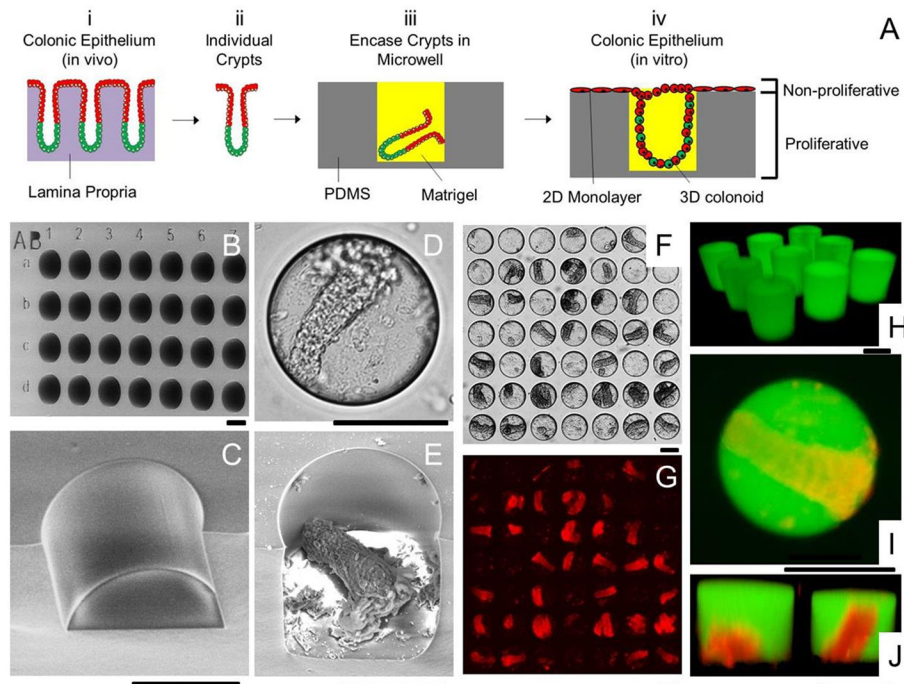 i
Colonic Epithelium
(in vivo)
ii
Individual
Crypts
iii
Encase Crypts in
Microwell
iv
Colonic Epithelium
(in vitro)
A
Non-proliferative
Proliferative
Lamina Propria
PDMS
Matrigel
2D Monolayer
3D colonoid
AB 1 2 3 4 5 6 7
B
a
b
c
d
D
F
H
C
E
G
I
J